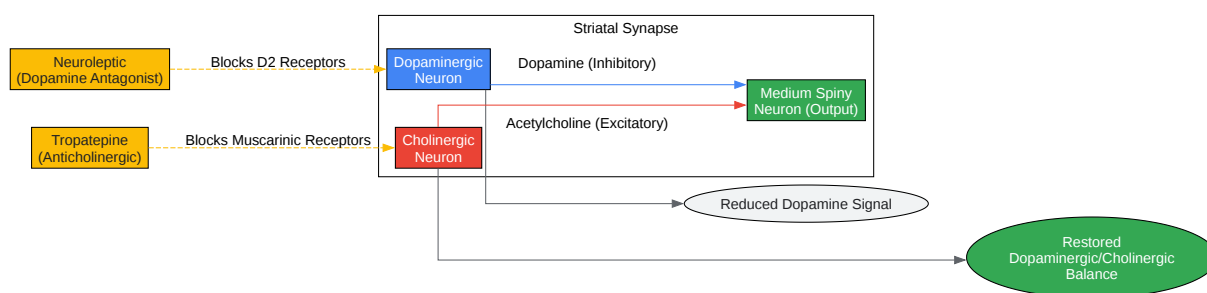 Striatal Synapse
Neuroleptic
(Dopamine Antagonist)
Blocks D2 Receptors
Dopaminergic
Neuron
Dopamine (Inhibitory)
Medium Spiny
Neuron (Output)
Acetylcholine (Excitatory)
Tropatepine
(Anticholinergic)
Blocks Muscarinic Receptors
Cholinergic
Neuron
Reduced Dopamine Signal
Restored
Dopaminergic/Cholinergic
Balance